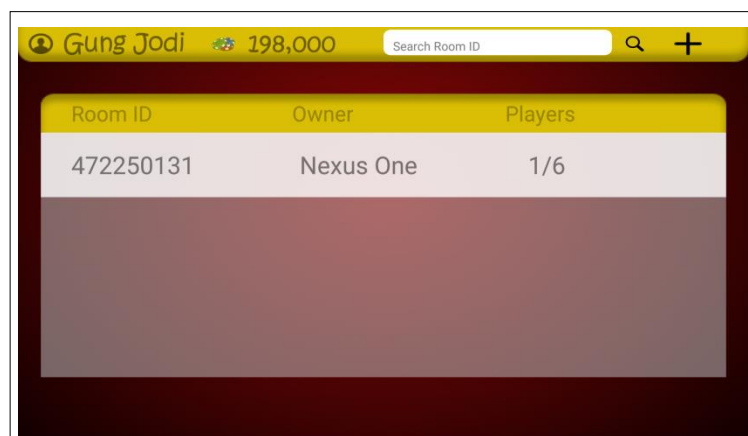 Gung Jodi 198,000 Search Room ID
Room ID Owner Players
472250131 Nexus One 1/6